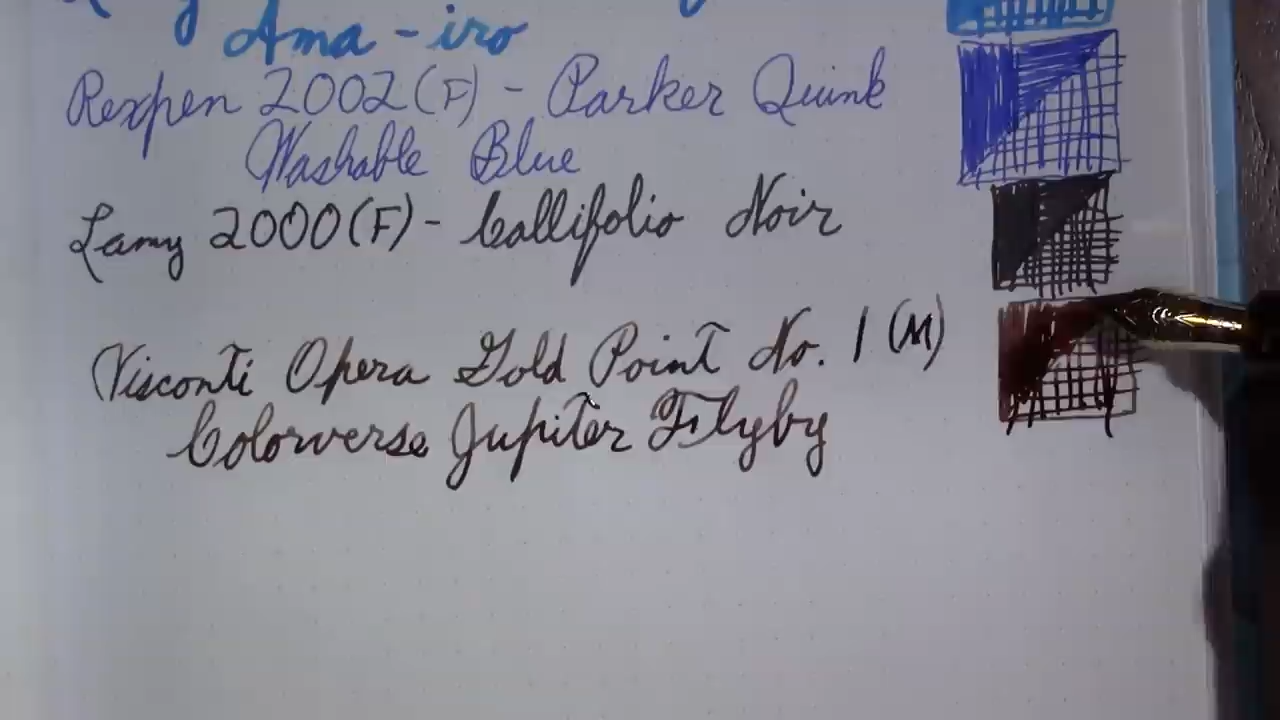 Ama-iro
Rexpen 2002(F) - Parker Quink
Washable Blue
Lamy 2000(F) - Callifolio Noir
Visconti Opera Gold Point No. 1 (M)
Colorverse Jupiter Flyby